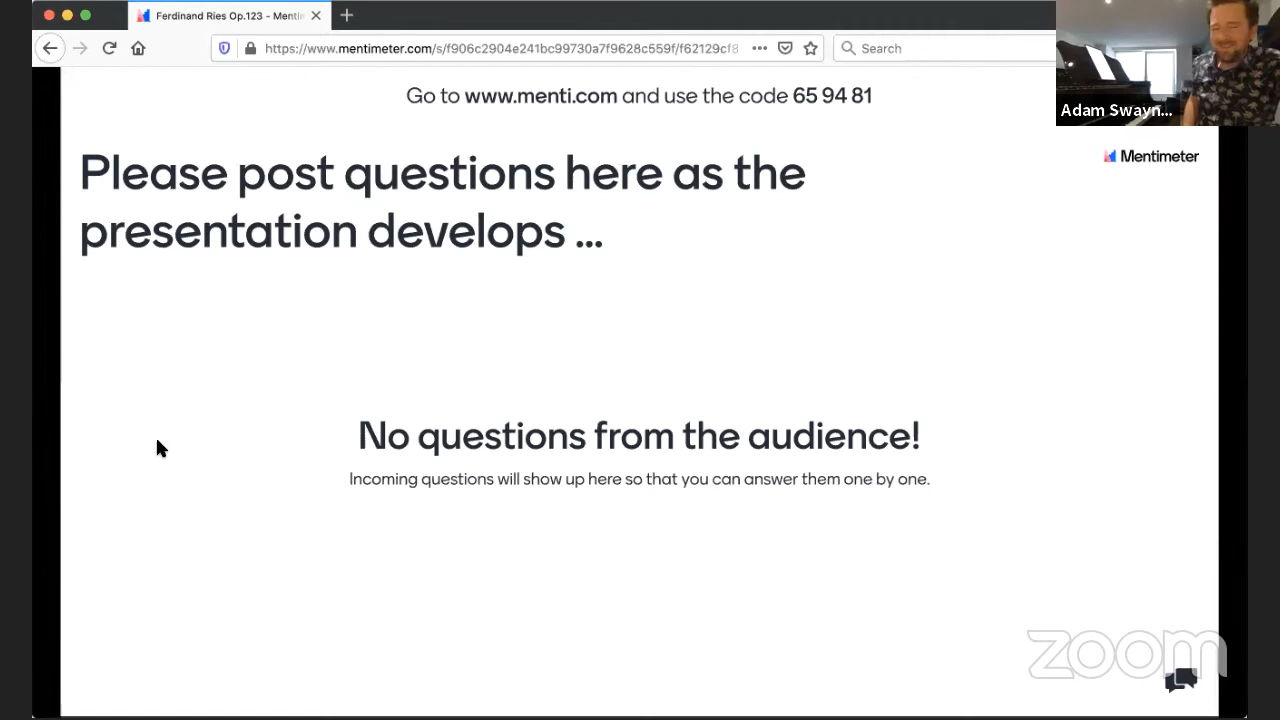 Ferdinand Ries Op.123 - Menti
https://www.mentimeter.com/s/f906c2904e241bc99730a7f9628c559f/f62129cf8
Search
Adam Swayn...
Go to www.menti.com and use the code 65 94 81
Mentimeter
Please post questions here as the
presentation develops ...
No questions from the audience!
Incoming questions will show up here so that you can answer them one by one.
zoom